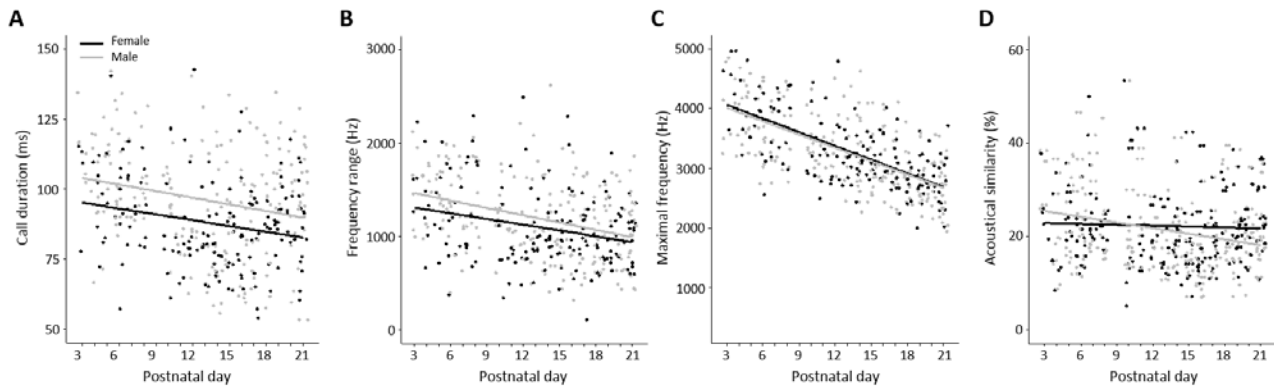 A
Call duration (ms)
150
125
100
75
50
Female
Male
3 6 9 12 15 18 21
Postnatal day
B
Frequency range (Hz)
3000
2000
1000
0
3 6 9 12 15 18 21
Postnatal day
C
Maximal frequency (Hz)
5000
4000
3000
2000
1000
3 6 9 12 15 18 21
Postnatal day
D
Acoustical similarity (%)
60
40
20
0
3 6 9 12 15 18 21
Postnatal day